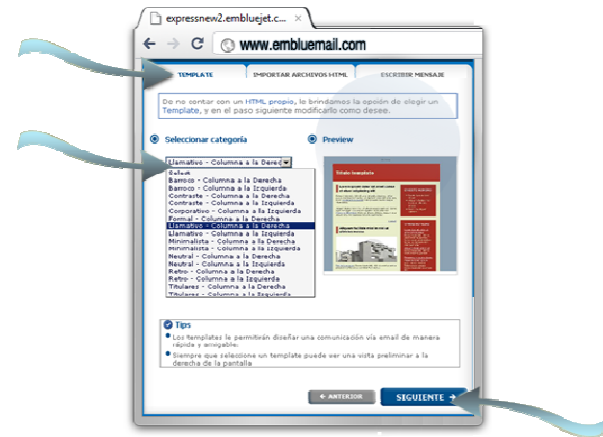 expressnew2.embluejet.c...
www.embluemail.com
TEMPLATE
IMPORTAR ARCHIVOS HTML
ESCRIBIR MENSAJE
De no contar con un HTML propio, le brindamos la opción de elegir un
Template, y en el paso siguiente modificarlo como desee.
Seleccionar categoría
Preview
Llamativo - Columna a la Derec
Select
Barroco - Columna a la Derecha
Barroco - Columna a la Izquierda
Contraste - Columna a la Derecha
Contraste - Columna a la Izquierda
Corporativo - Columna a la Izquierda
Formal - Columna a la Derecha
Llamativo - Columna a la Derecha
Llamativo - Columna a la Izquierda
Minimalista - Columna a la Derecha
Minimalista - Columna a la Izquierda
Neutral - Columna a la Derecha
Neutral - Columna a la Izquierda
Retro - Columna a la Derecha
Retro - Columna a la Izquierda
Titulares - Columna a la Derecha
Titulares - Columna a la Izquierda
Título template
Tips
Los templates le permitirán diseñar una comunicación vía email de manera
rápida y amigable.
Siempre que seleccione un template puede ver una vista preliminar a la
derecha de la pantalla
← ANTERIOR
SIGUIENTE →